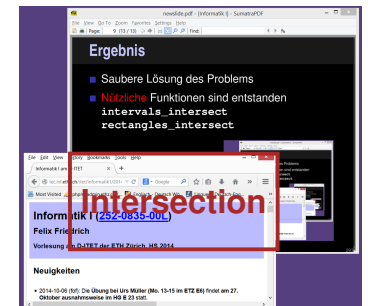 newslide.pdf - [Informatik I] - SumatraPDF
File View Go To Zoom Favorites Settings Help
Page: 9 (13 / 13) Find:
Ergebnis
Saubere Lösung des Problems
Nützliche Funktionen sind entstanden
intervals_intersect
rectangles_intersect
File Edit View Story Bookmarks Tools Help
Informatik I am D-ITET
Google
Most Visited
Intersection
Informatik I (252-0835-00L)
Felix Friedrich
Vorlesung am D-ITET der ETH Zürich, HS 2014
Neuigkeiten
2014-10-06 (fof): Die Übung bei Urs Müller (Mo. 13-15 im ETZ E6) findet am 27.
Oktober ausnahmsweise im HG E 23 statt.